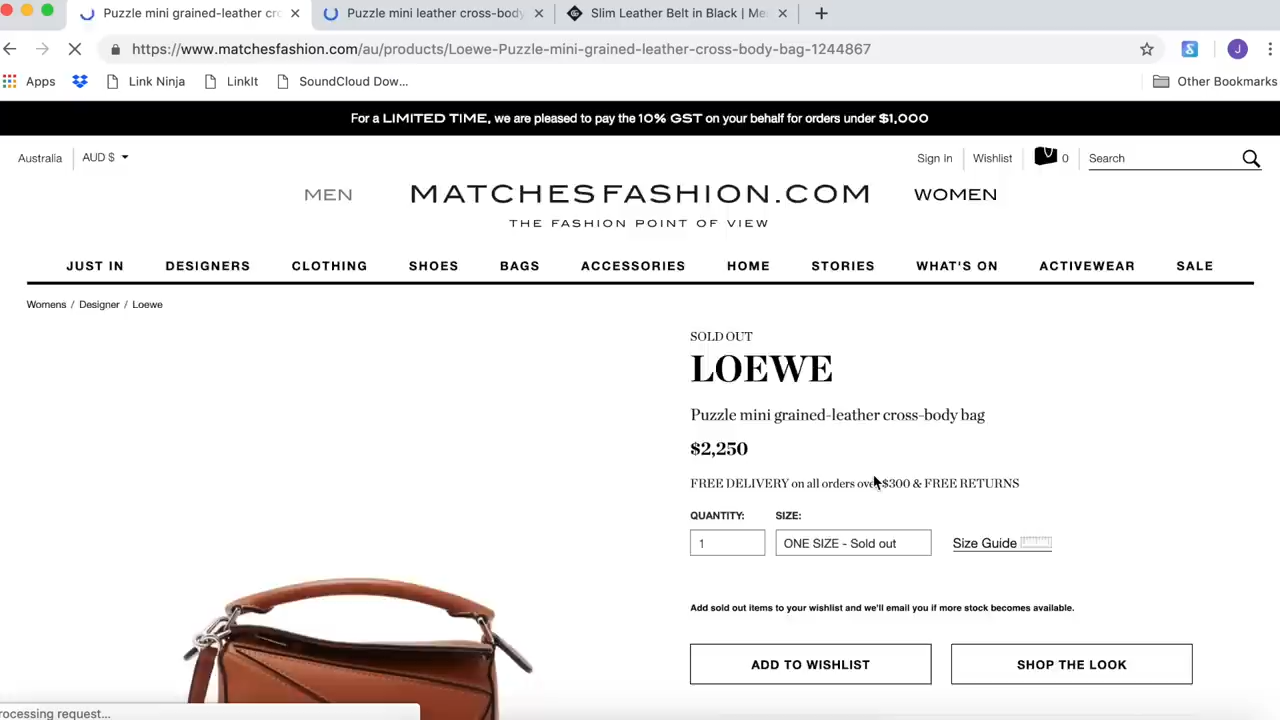 Puzzle mini grained-leather cr
Puzzle mini leather cross-body
Slim Leather Belt in Black | Me
https://www.matchesfashion.com/au/products/Loewe-Puzzle-mini-grained-leather-cross-body-bag-1244867
J
Apps
Link Ninja
LinkIt
SoundCloud Dow...
Other Bookmarks
For a LIMITED TIME, we are pleased to pay the 10% GST on your behalf for orders under $1,000
Australia
AUD $
Sign In
Wishlist
0
Search
MEN
MATCHESFASHION.COM
WOMEN
THE FASHION POINT OF VIEW
JUST IN
DESIGNERS
CLOTHING
SHOES
BAGS
ACCESSORIES
HOME
STORIES
WHAT'S ON
ACTIVEWEAR
SALE
Womens / Designer / Loewe
SOLD OUT
LOEWE
Puzzle mini grained-leather cross-body bag
$2,250
FREE DELIVERY on all orders over $300 & FREE RETURNS
QUANTITY:
SIZE:
1
ONE SIZE - Sold out
Size Guide
Add sold out items to your wishlist and we'll email you if more stock becomes available.
ADD TO WISHLIST
SHOP THE LOOK
rocessing request...